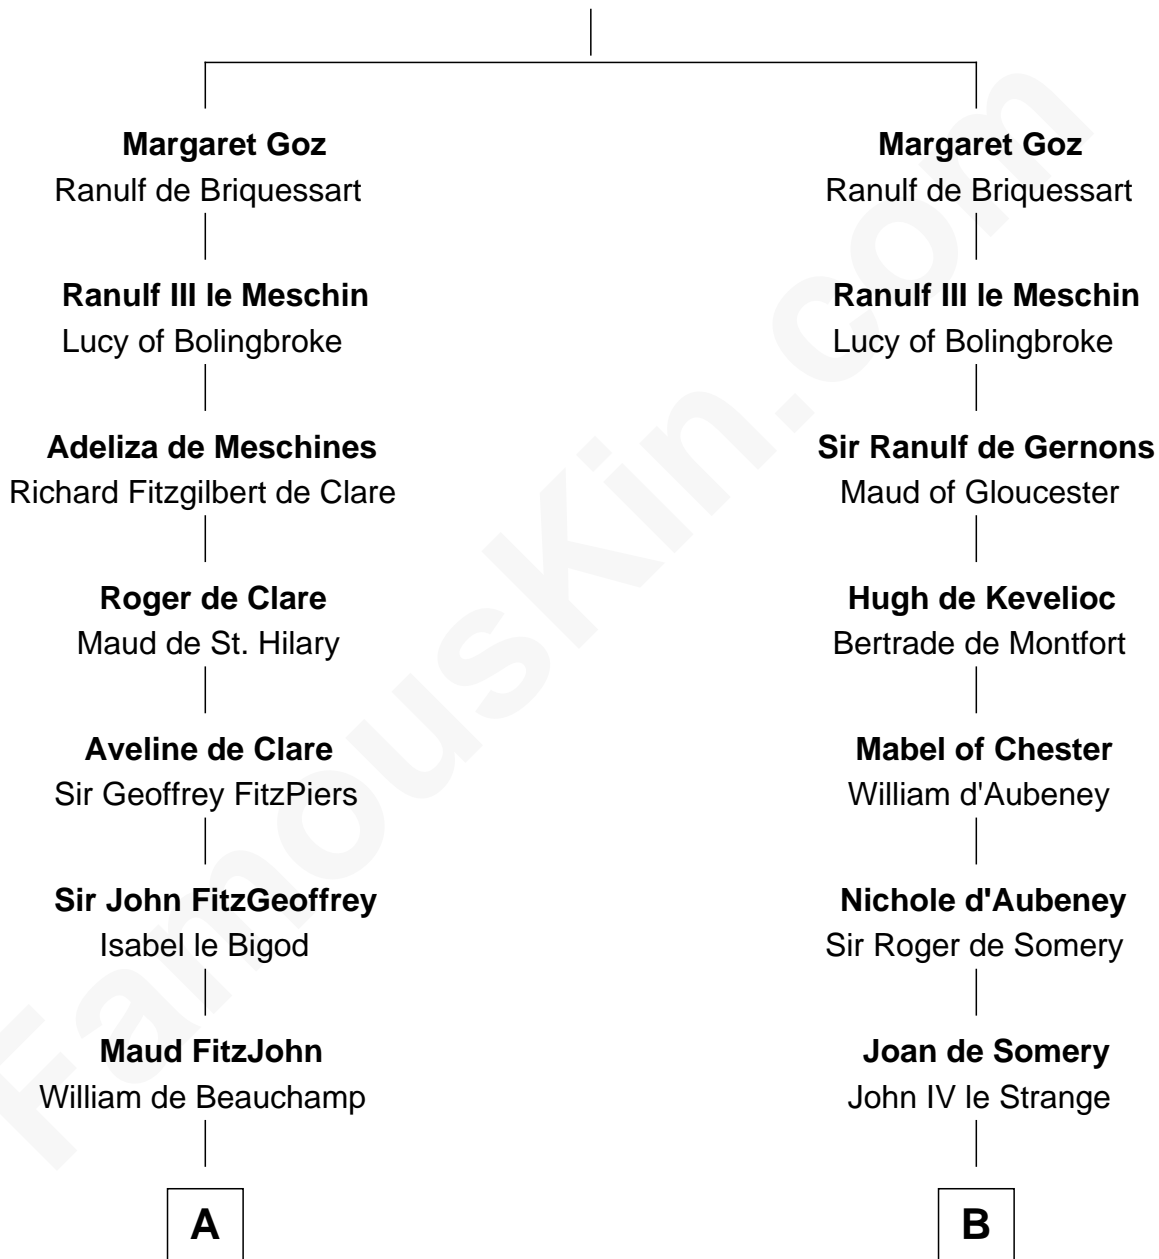 Margaret Goz
Ranulf de Briquessart
Ranulf III le Meschin
Lucy of Bolingbroke
Adeliza de Meschines
Richard Fitzgilbert de Clare
Roger de Clare
Maud de St. Hilary
Aveline de Clare
Sir Geoffrey FitzPiers
Sir John FitzGeoffrey
Isabel le Bigod
Maud FitzJohn
William de Beauchamp
A
Margaret Goz
Ranulf de Briquessart
Ranulf III le Meschin
Lucy of Bolingbroke
Sir Ranulf de Gernons
Maud of Gloucester
Hugh de Kevelioc
Bertrade de Montfort
Mabel of Chester
William d'Aubeney
Nichole d'Aubeney
Sir Roger de Somery
Joan de Somery
John IV le Strange
B
FamousKin.com